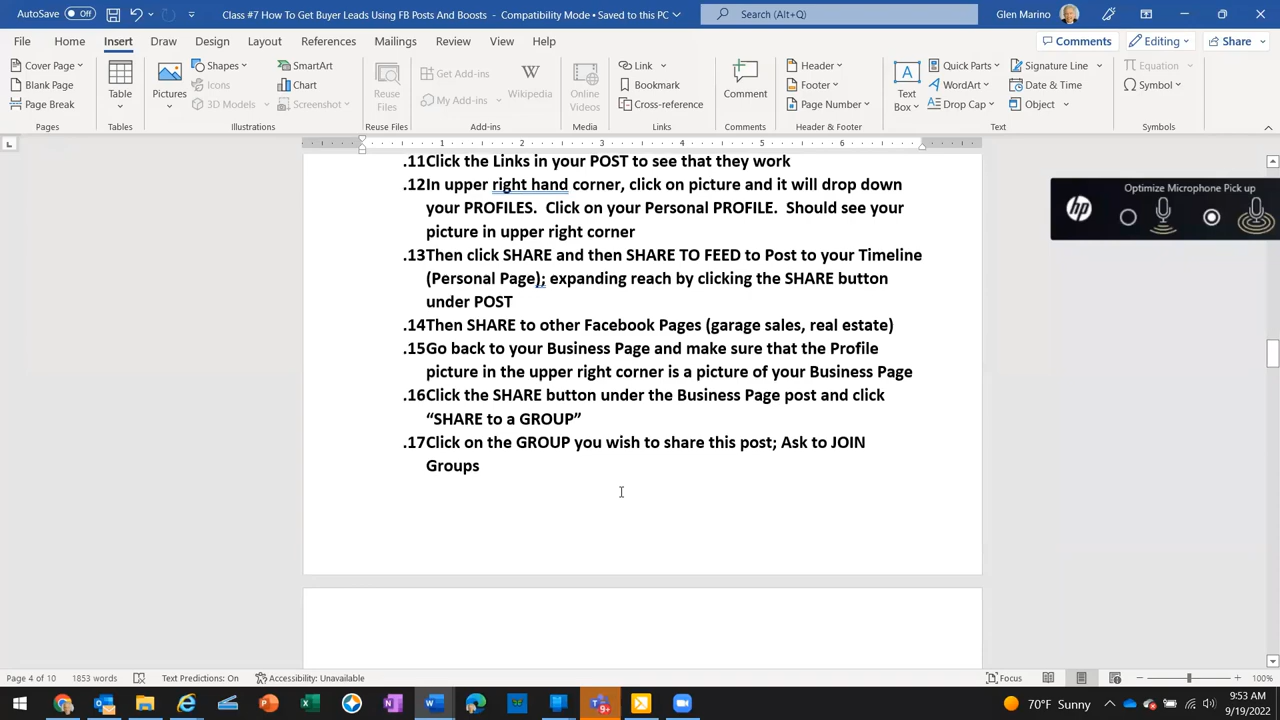 AutoSave Off Class #7 How To Get Buyer Leads Using FB Posts And Boosts - Compatibility Mode • Saved to this PC Search (Alt+Q) Glen Marino
File Home Insert Draw Design Layout References Mailings Review View Help Comments Editing Share
Cover Page
Blank Page
Page Break
Pages
Table
Tables
Pictures
Shapes
Icons
3D Models
SmartArt
Chart
Screenshot
Illustrations
Reuse
Files
Reuse Files
Get Add-ins
My Add-ins
Wikipedia
Add-ins
Online
Videos
Media
Link
Bookmark
Cross-reference
Links
Comment
Comments
Header
Footer
Page Number
Header & Footer
Text
Box
Quick Parts
WordArt
Drop Cap
Signature Line
Date & Time
Object
Text
Equation
Symbol
Symbols
1 2 3 4 5 6 7
.11Click the Links in your POST to see that they work
.12In upper right hand corner, click on picture and it will drop down
your PROFILES.  Click on your Personal PROFILE.  Should see your
picture in upper right corner
.13Then click SHARE and then SHARE TO FEED to Post to your Timeline
(Personal Page); expanding reach by clicking the SHARE button
under POST
.14Then SHARE to other Facebook Pages (garage sales, real estate)
.15Go back to your Business Page and make sure that the Profile
picture in the upper right corner is a picture of your Business Page
.16Click the SHARE button under the Business Page post and click
“SHARE to a GROUP”
.17Click on the GROUP you wish to share this post; Ask to JOIN
Groups
Optimize Microphone Pick up
hp
Page 4 of 10 1853 words Text Predictions: On Accessibility: Unavailable Focus 100%
9+
70°F Sunny
9:53 AM
9/19/2022